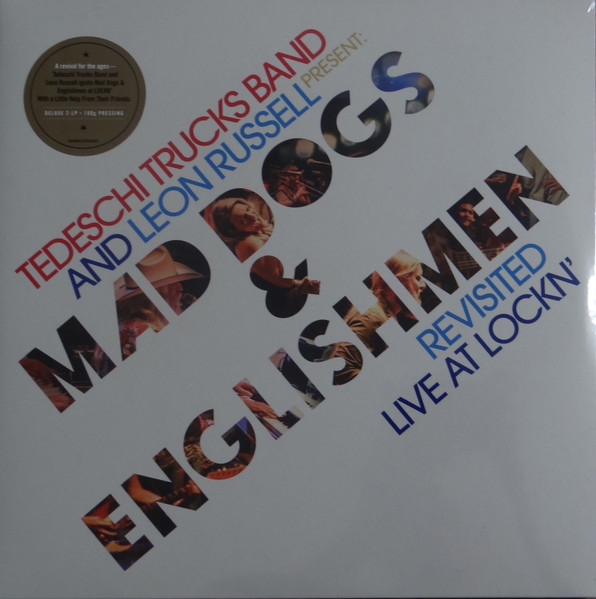 A revival for the ages—
Tedeschi Trucks Band and
Leon Russell ignite Mad Dogs &
Englishmen at LOCKN'
With a Little Help From Their Friends
DELUXE 3-LP • 180g PRESSING
TEDESCHI TRUCKS BAND
AND LEON RUSSELL PRESENT:
MAD DOGS
&
ENGLISHMEN
REVISITED
LIVE AT LOCKN'